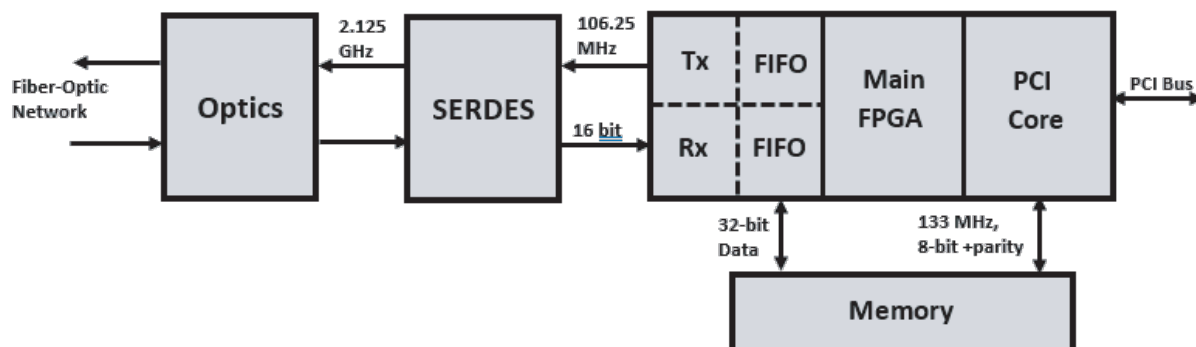 Fiber-Optic
Network
Optics
2.125
GHz
SERDES
106.25
MHz
16 bit
Tx
FIFO
Rx
FIFO
Main
FPGA
PCI
Core
PCI Bus
32-bit
Data
133 MHz,
8-bit +parity
Memory